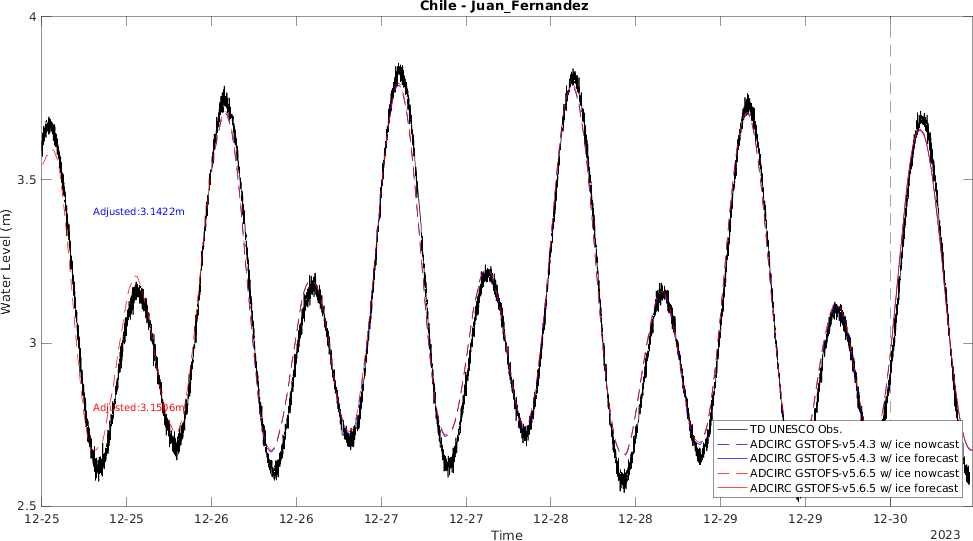 Chile - Juan_Fernandez
4
3.5
3
2.5
Water Level (m)
Adjusted:3.1422m
Adjusted:3.1506m
TD UNESCO Obs.
ADCIRC GSTOFS-v5.4.3 w/ ice nowcast
ADCIRC GSTOFS-v5.4.3 w/ ice forecast
ADCIRC GSTOFS-v5.6.5 w/ ice nowcast
ADCIRC GSTOFS-v5.6.5 w/ ice forecast
12-25 12-25 12-26 12-26 12-27 12-27 12-28 12-28 12-29 12-29 12-30
Time
2023